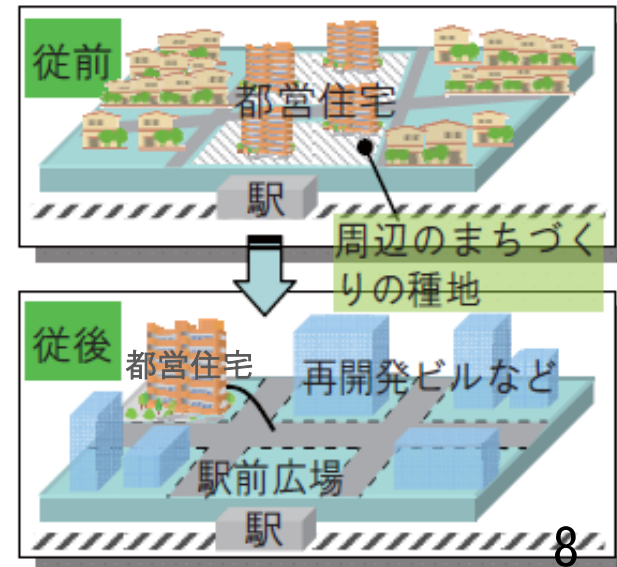 従前
都営住宅
駅
周辺のまちづく
りの種地
従後
都営住宅
再開発ビルなど
駅前広場
駅
8